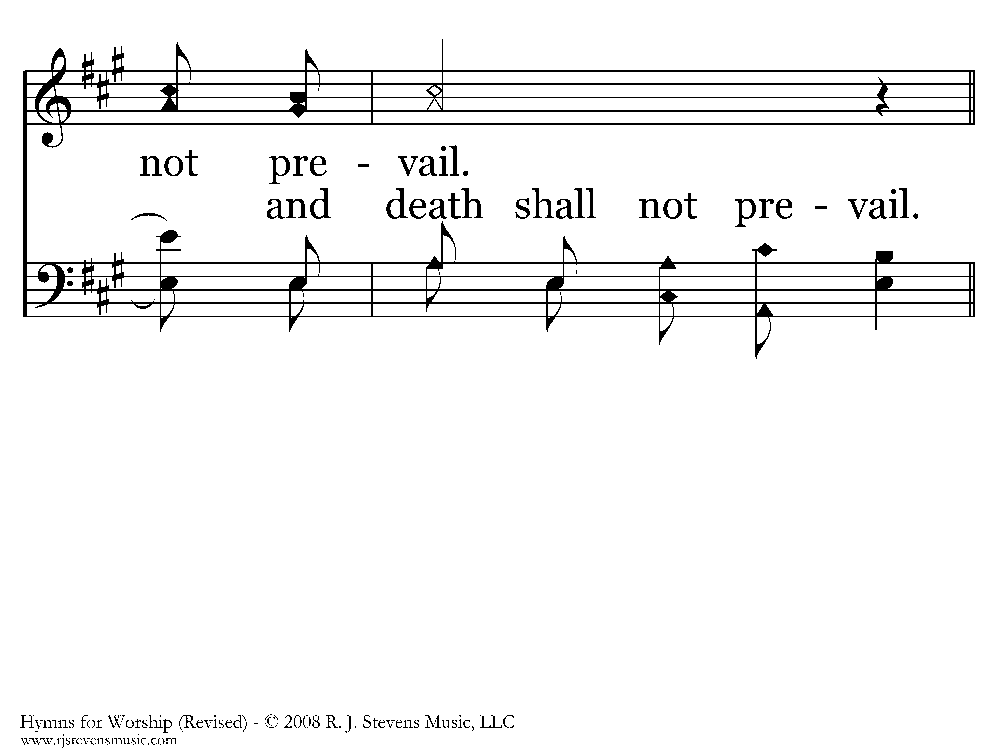 not pre - vail.
and death shall not pre - vail.
Hymns for Worship (Revised) - © 2008 R. J. Stevens Music, LLC
www.rjstevensmusic.com